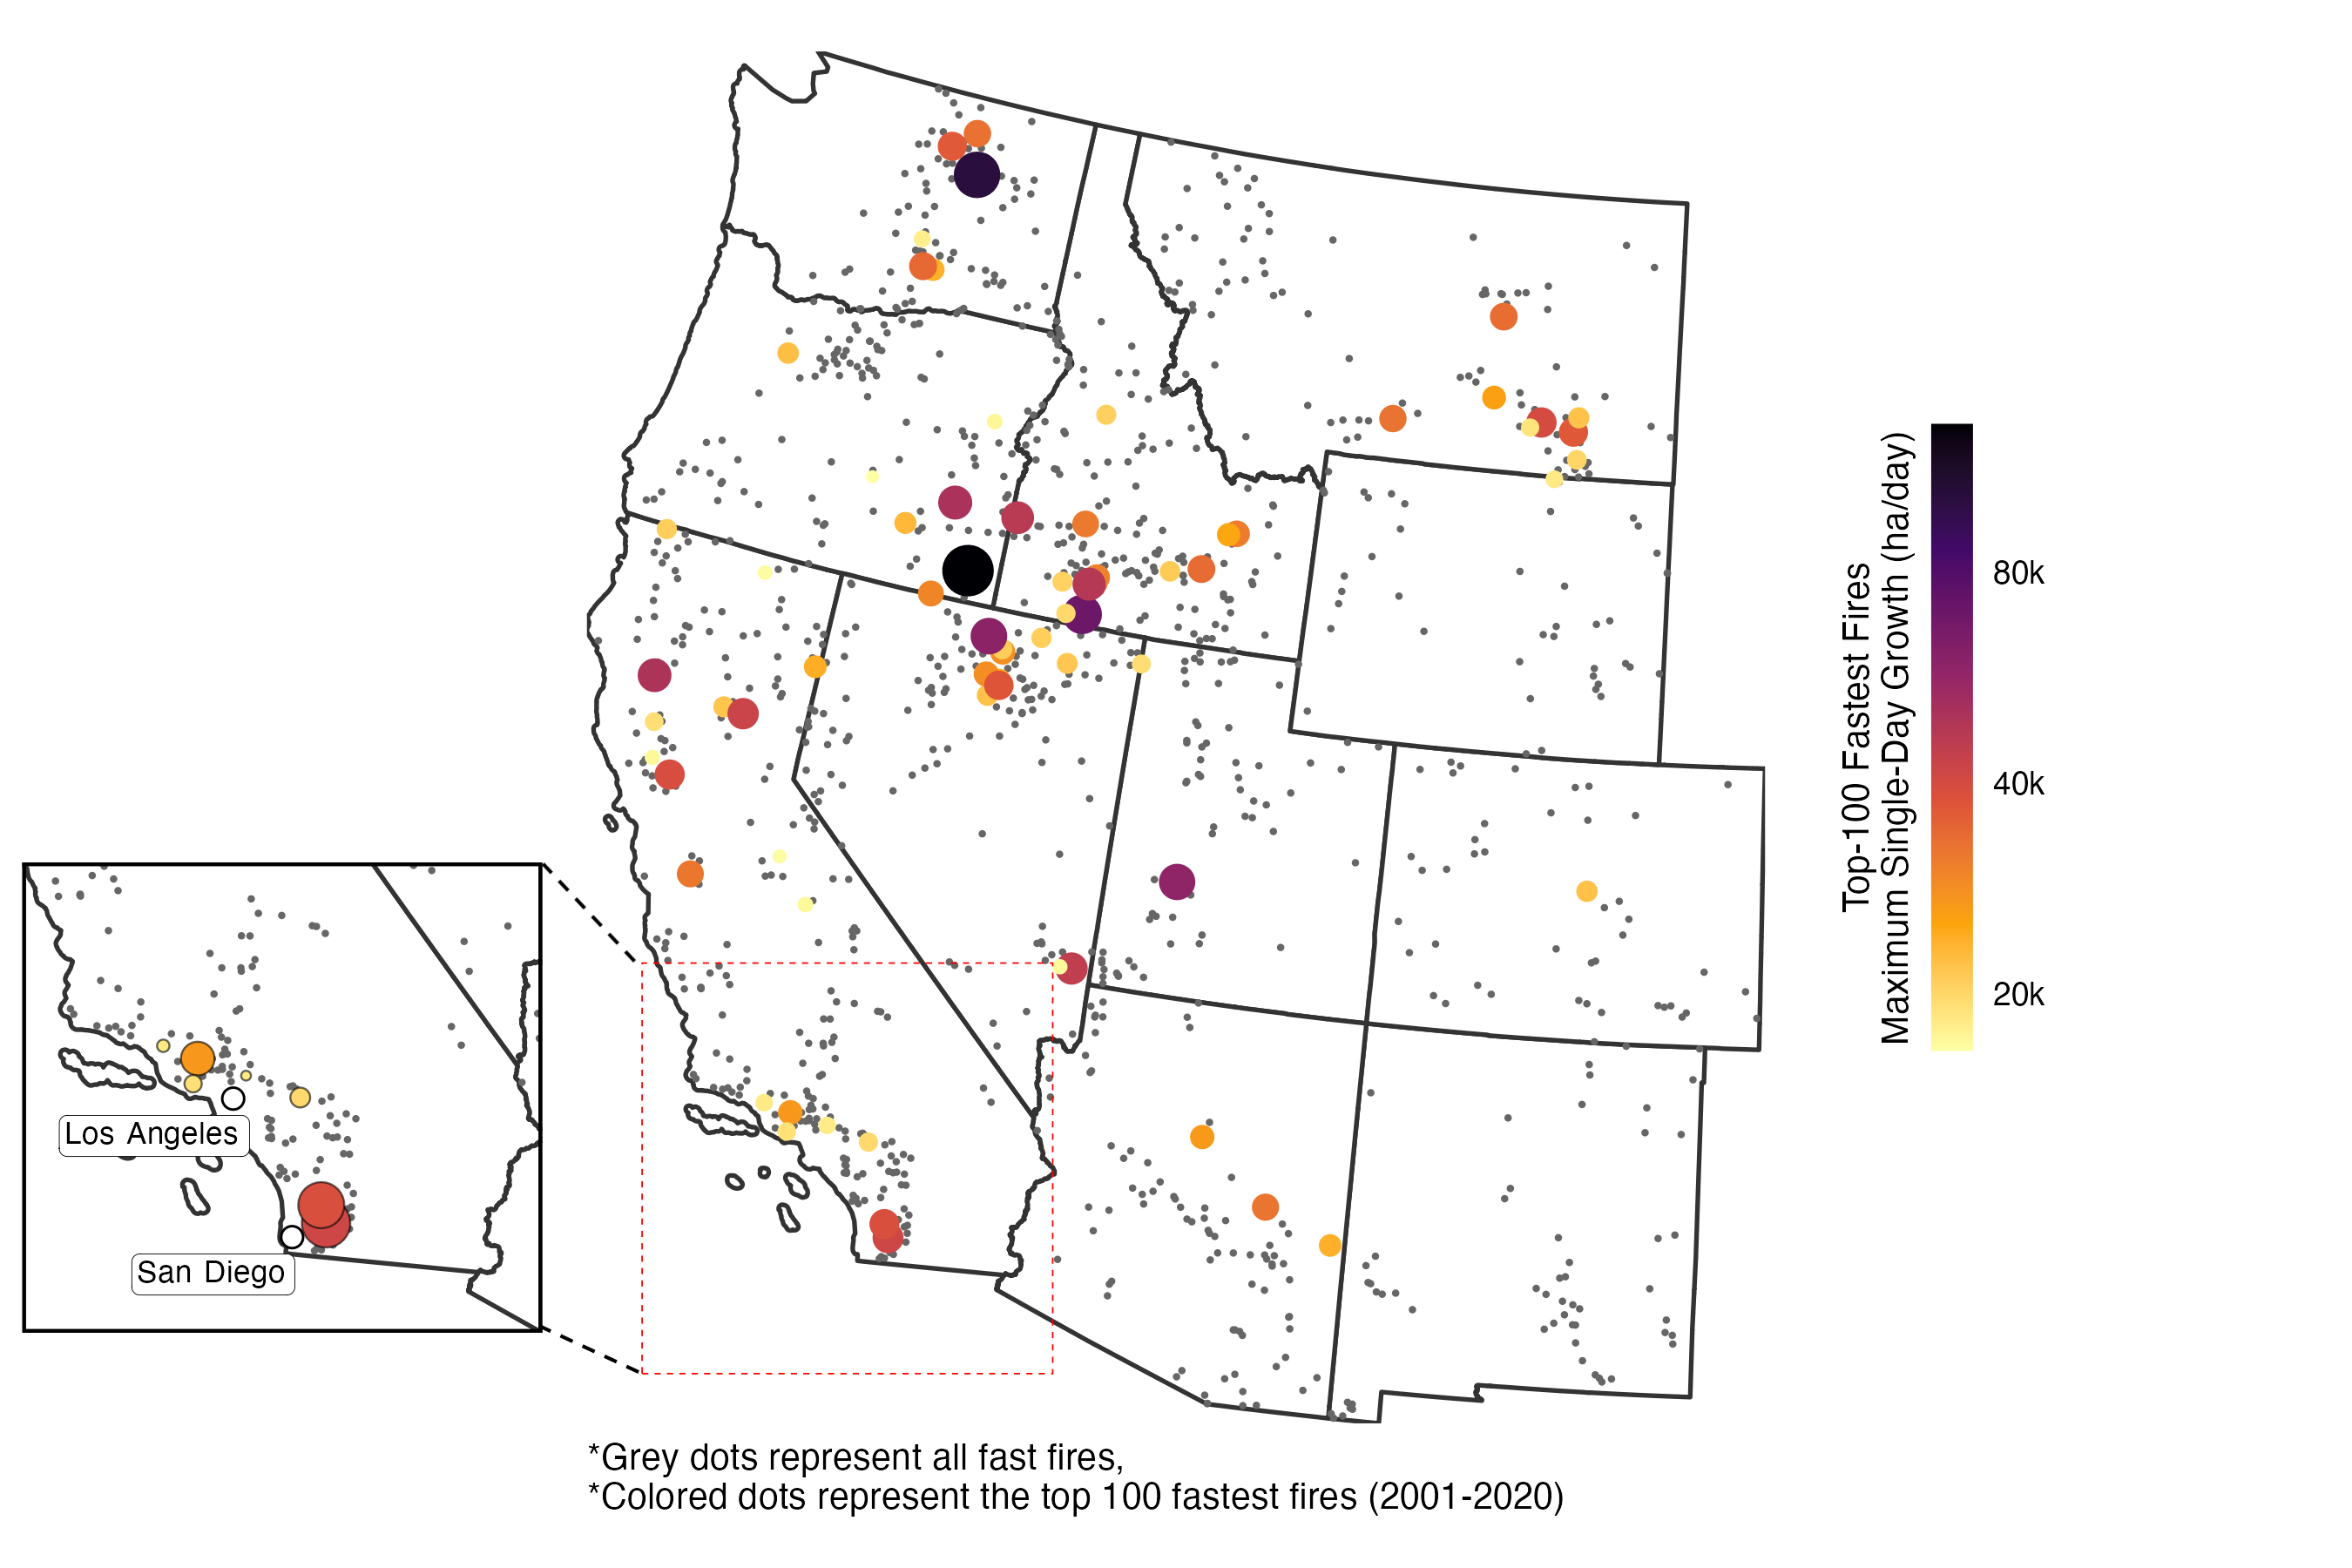 Top-100 Fastest Fires
Maximum Single-Day Growth (ha/day)
80k
40k
20k
Los Angeles
San Diego
*Grey dots represent all fast fires,
*Colored dots represent the top 100 fastest fires (2001-2020)